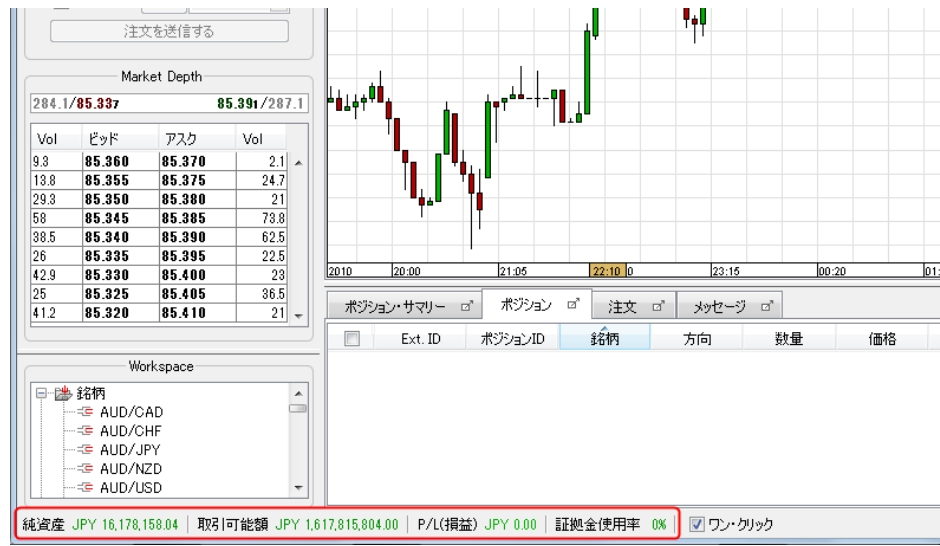 注文を送信する
Market Depth
284.1/85.337 85.391/287.1
Vol ビッド アスク Vol
9.3 85.360 85.370 2.1
13.8 85.355 85.375 24.7
29.3 85.350 85.380 21
58 85.345 85.385 73.8
38.5 85.340 85.390 62.5
26 85.335 85.395 22.5
42.9 85.330 85.400 23
25 85.325 85.405 36.5
41.2 85.320 85.410 21
2010 20:00 21:05 22:10 0 23:15 00:20 01:
ポジション・サマリー ポジション 注文 メッセージ
Ext. ID ポジションID 銘柄 方向 数量 価格
Workspace
銘柄
AUD/CAD
AUD/CHF
AUD/JPY
AUD/NZD
AUD/USD
純資産 JPY 16,178,158.04 | 取引可能額 JPY 1,617,815,804.00 | P/L(損益) JPY 0.00 | 証拠金使用率 0% ワン・クリック